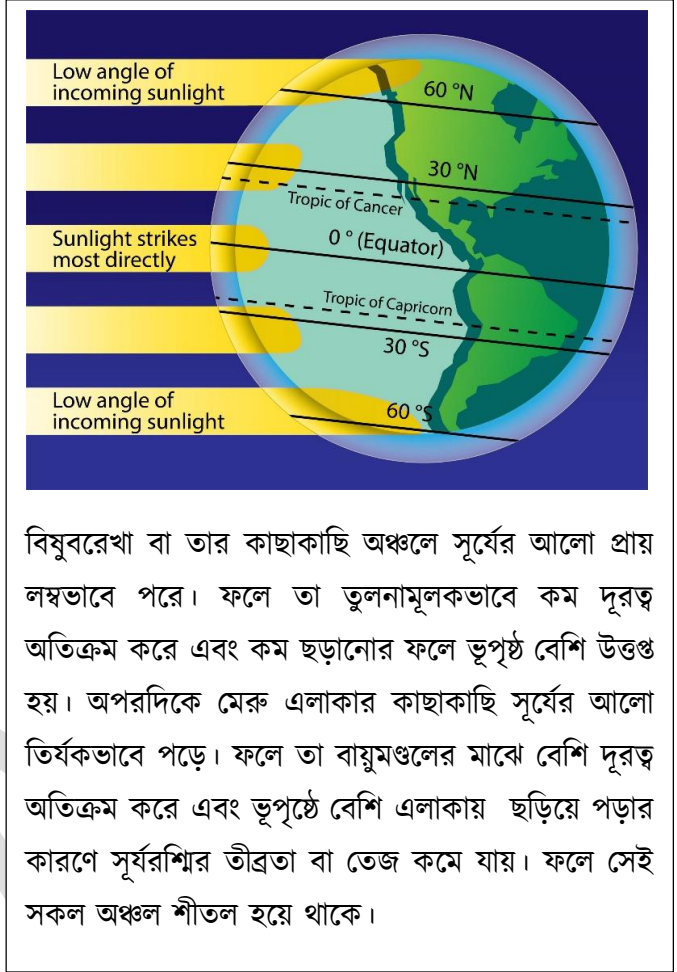 Low angle of
incoming sunlight
60 °N
30 °N
Tropic of Cancer
Sunlight strikes
most directly
0 ° (Equator)
Tropic of Capricorn
30 °S
Low angle of
incoming sunlight
60 °S
বিষুবরেখা বা তার কাছাকাছি অঞ্চলে সূর্যের আলো প্রায়
লম্বভাবে পরে। ফলে তা তুলনামূলকভাবে কম দূরত্ব
অতিক্রম করে এবং কম ছড়ানোর ফলে ভূপৃষ্ঠ বেশি উত্তপ্ত
হয়। অপরদিকে মেরু এলাকার কাছাকাছি সূর্যের আলো
তির্যকভাবে পড়ে। ফলে তা বায়ুমণ্ডলের মাঝে বেশি দূরত্ব
অতিক্রম করে এবং ভূপৃষ্ঠে বেশি এলাকায় ছড়িয়ে পড়ার
কারণে সূর্যরশ্মির তীব্রতা বা তেজ কমে যায়। ফলে সেই
সকল অঞ্চল শীতল হয়ে থাকে।